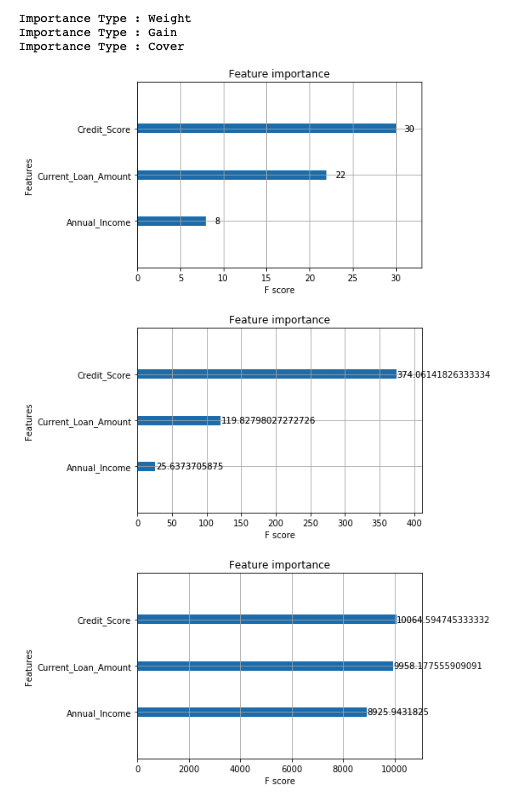 Importance Type : Weight
Importance Type : Gain
Importance Type : Cover
Feature importance
Features
Credit_Score
30
Current_Loan_Amount
22
Annual_Income
8
0 5 10 15 20 25 30
F score
Feature importance
Features
Credit_Score
374.06141826333334
Current_Loan_Amount
119.82798027272726
Annual_Income
25.6373705875
0 50 100 150 200 250 300 350 400
F score
Feature importance
Features
Credit_Score
10064.594745333332
Current_Loan_Amount
9958.177555909091
Annual_Income
8925.9431825
0 2000 4000 6000 8000 10000
F score